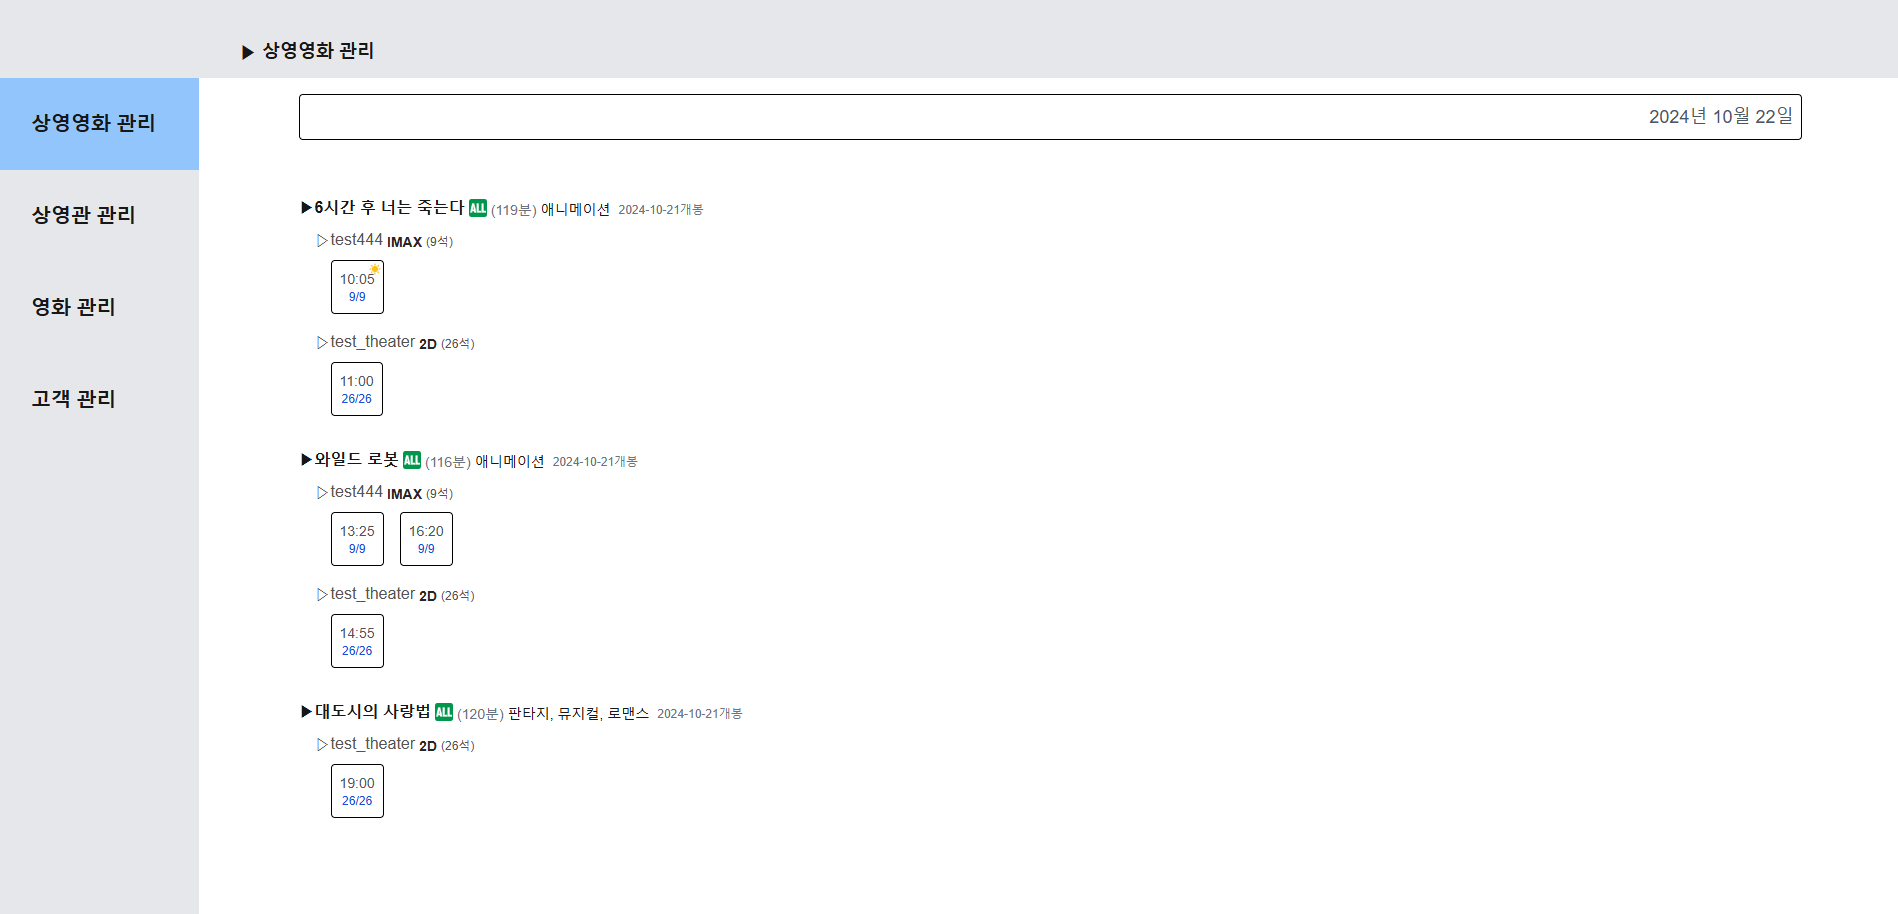 ▶ 상영영화 관리
상영영화 관리
상영관 관리
영화 관리
고객 관리
2024년 10월 22일
▶6시간 후 너는 죽는다 ALL (119분) 애니메이션 2024-10-21개봉
▷test444 IMAX (9석)
10:05
9/9
▷test_theater 2D (26석)
11:00
26/26
▶와일드 로봇 ALL (116분) 애니메이션 2024-10-21개봉
▷test444 IMAX (9석)
13:25 16:20
9/9 9/9
▷test_theater 2D (26석)
14:55
26/26
▶대도시의 사랑법 ALL (120분) 판타지, 뮤지컬, 로맨스 2024-10-21개봉
▷test_theater 2D (26석)
19:00
26/26